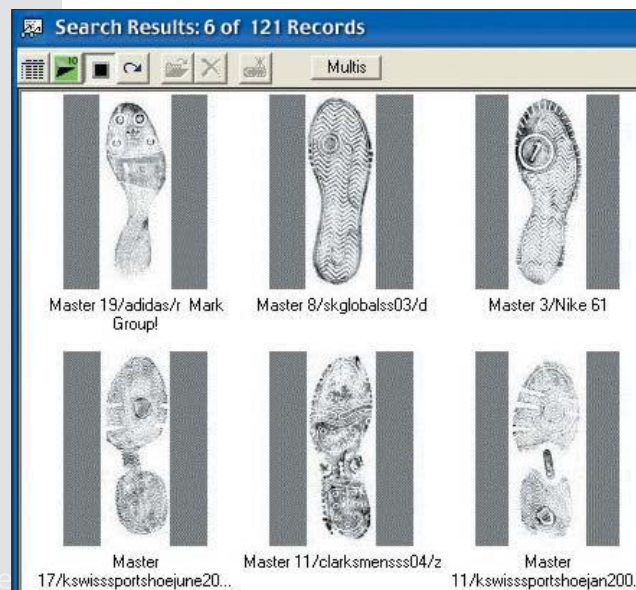 Search Results: 6 of 121 Records
10
Multis
Master 19/adidas/r Mark
Group!
Master 8/skglobalss03/d
Master 3/Nike 61
Master
17/kswisssportshoejune20...
Master 11/clarksmensss04/z
Master
11/kswisssportshoejan200.